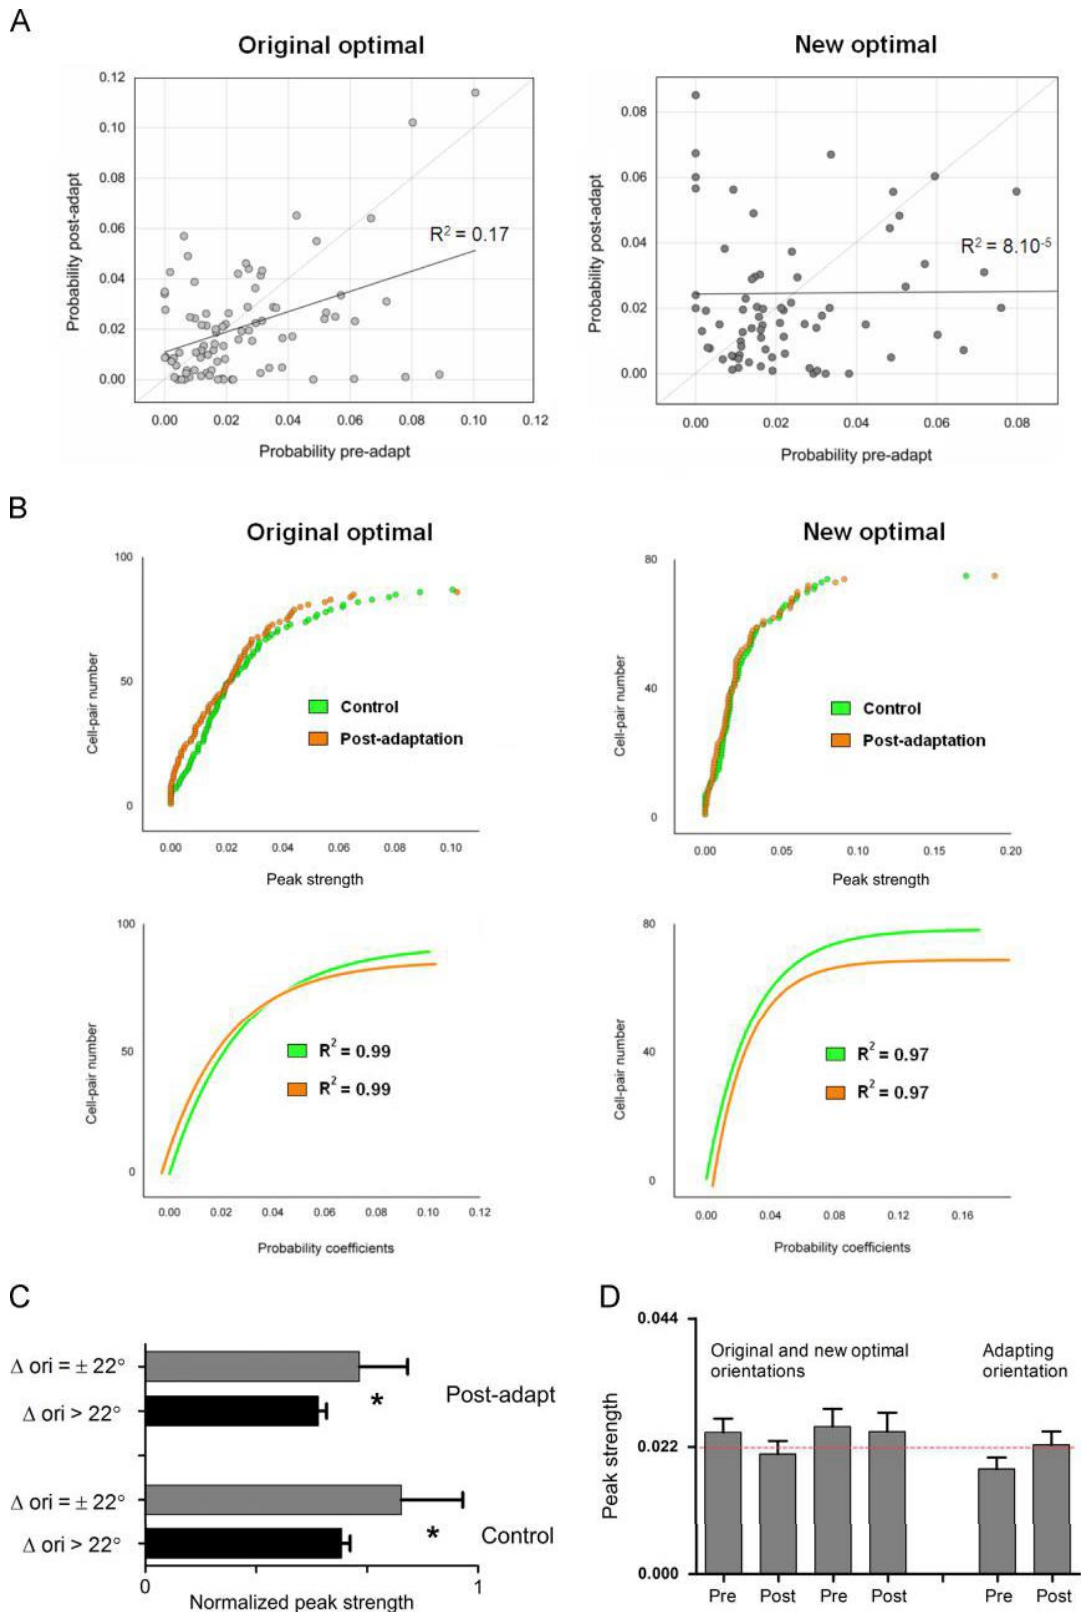 A
Original optimal
New optimal
0.12
0.10
0.08
0.06
0.04
0.02
0.00
Probability post-adapt
R² = 0.17
0.00 0.02 0.04 0.06 0.08 0.10 0.12
Probability pre-adapt
0.08
0.06
0.04
0.02
0.00
Probability post-adapt
R² = 8.10⁻⁵
0.00 0.02 0.04 0.06 0.08
Probability pre-adapt
B
Original optimal
New optimal
100
50
0
Cell-pair number
Control
Post-adaptation
0.00 0.02 0.04 0.06 0.08 0.10
Peak strength
80
40
0
Cell-pair number
Control
Post-adaptation
0.00 0.05 0.10 0.15 0.20
Peak strength
100
50
0
Cell-pair number
R² = 0.99
R² = 0.99
0.00 0.02 0.04 0.06 0.08 0.10 0.12
Probability coefficients
80
40
0
Cell-pair number
R² = 0.97
R² = 0.97
0.00 0.04 0.08 0.12 0.16
Probability coefficients
C
Δ ori = ± 22°
Δ ori > 22°
*
Post-adapt
Δ ori = ± 22°
Δ ori > 22°
*
Control
0 1
Normalized peak strength
D
0.044
0.022
0.000
Peak strength
Original and new optimal
orientations
Adapting
orientation
Pre Post Pre Post Pre Post